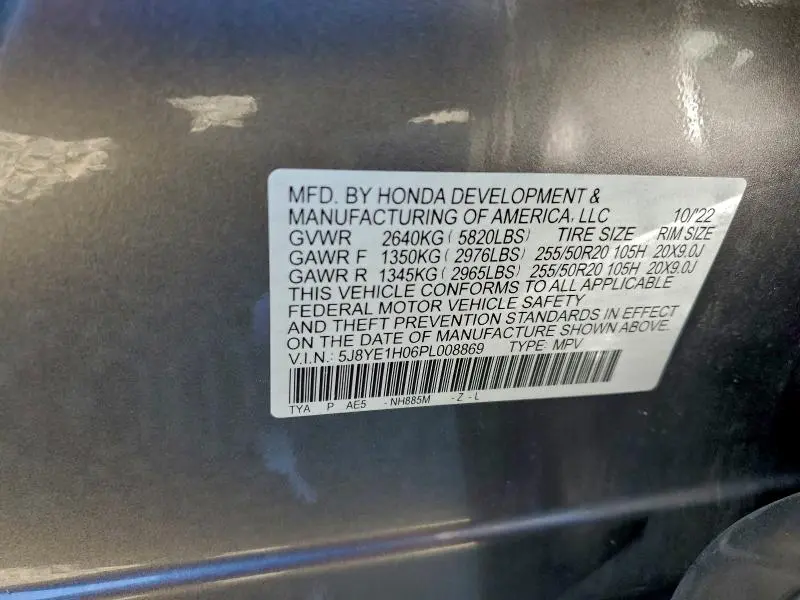 MFD. BY HONDA DEVELOPMENT &
MANUFACTURING OF AMERICA, LLC 10/22
GVWR 2640KG ( 5820LBS) TIRE SIZE RIM SIZE
GAWR F 1350KG ( 2976LBS) 255/50R20 105H 20X9.0J
GAWR R 1345KG ( 2965LBS) 255/50R20 105H 20X9.0J
THIS VEHICLE CONFORMS TO ALL APPLICABLE
FEDERAL MOTOR VEHICLE SAFETY
AND THEFT PREVENTION STANDARDS IN EFFECT
ON THE DATE OF MANUFACTURE SHOWN ABOVE.
V.I.N.: 5J8YE1H06PL008869 TYPE: MPV
TYA P AE5 -NH885M -Z-L